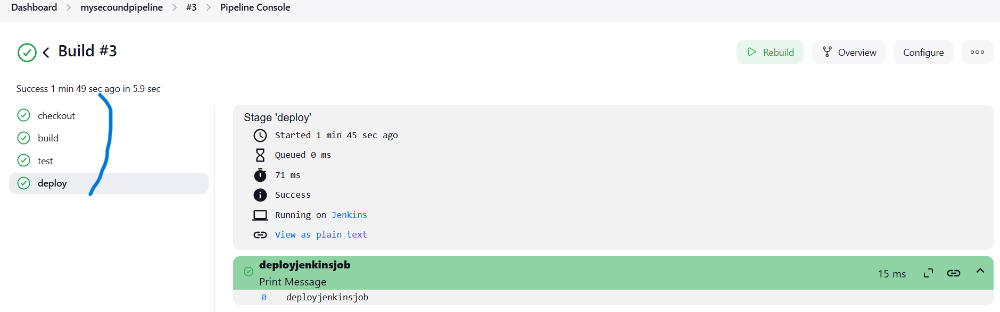 Dashboard > mysecoundpipeline > #3 > Pipeline Console
Build #3
Rebuild
Overview
Configure
Success 1 min 49 sec ago in 5.9 sec
checkout
build
test
deploy
Stage 'deploy'
Started 1 min 45 sec ago
Queued 0 ms
71 ms
Success
Running on Jenkins
View as plain text
deployjenkinsjob
Print Message
15 ms
0 deployjenkinsjob